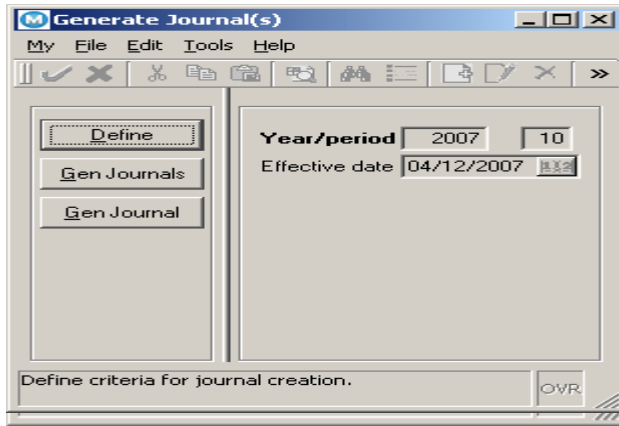 Generate Journal(s)
My File Edit Tools Help
Define
Gen Journals
Gen Journal
Year/period 2007 10
Effective date 04/12/2007
Define criteria for journal creation.
OVR